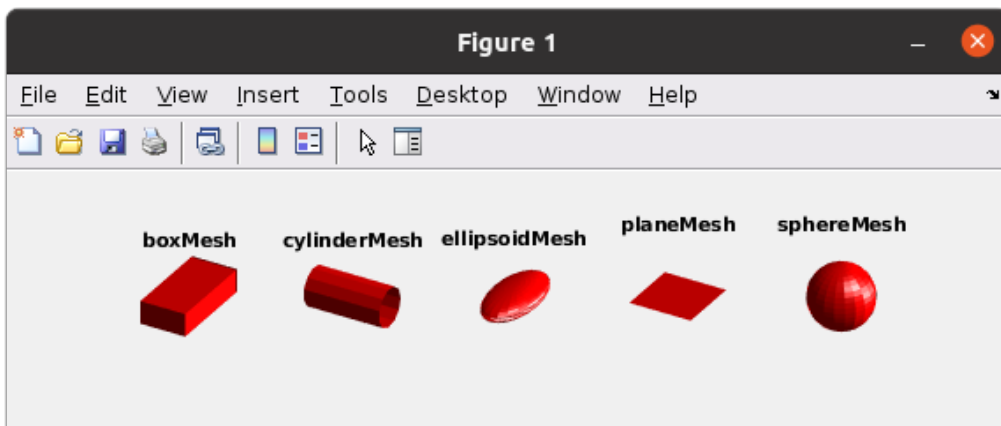 Figure 1
File Edit View Insert Tools Desktop Window Help
boxMesh cylinderMesh ellipsoidMesh planeMesh sphereMesh